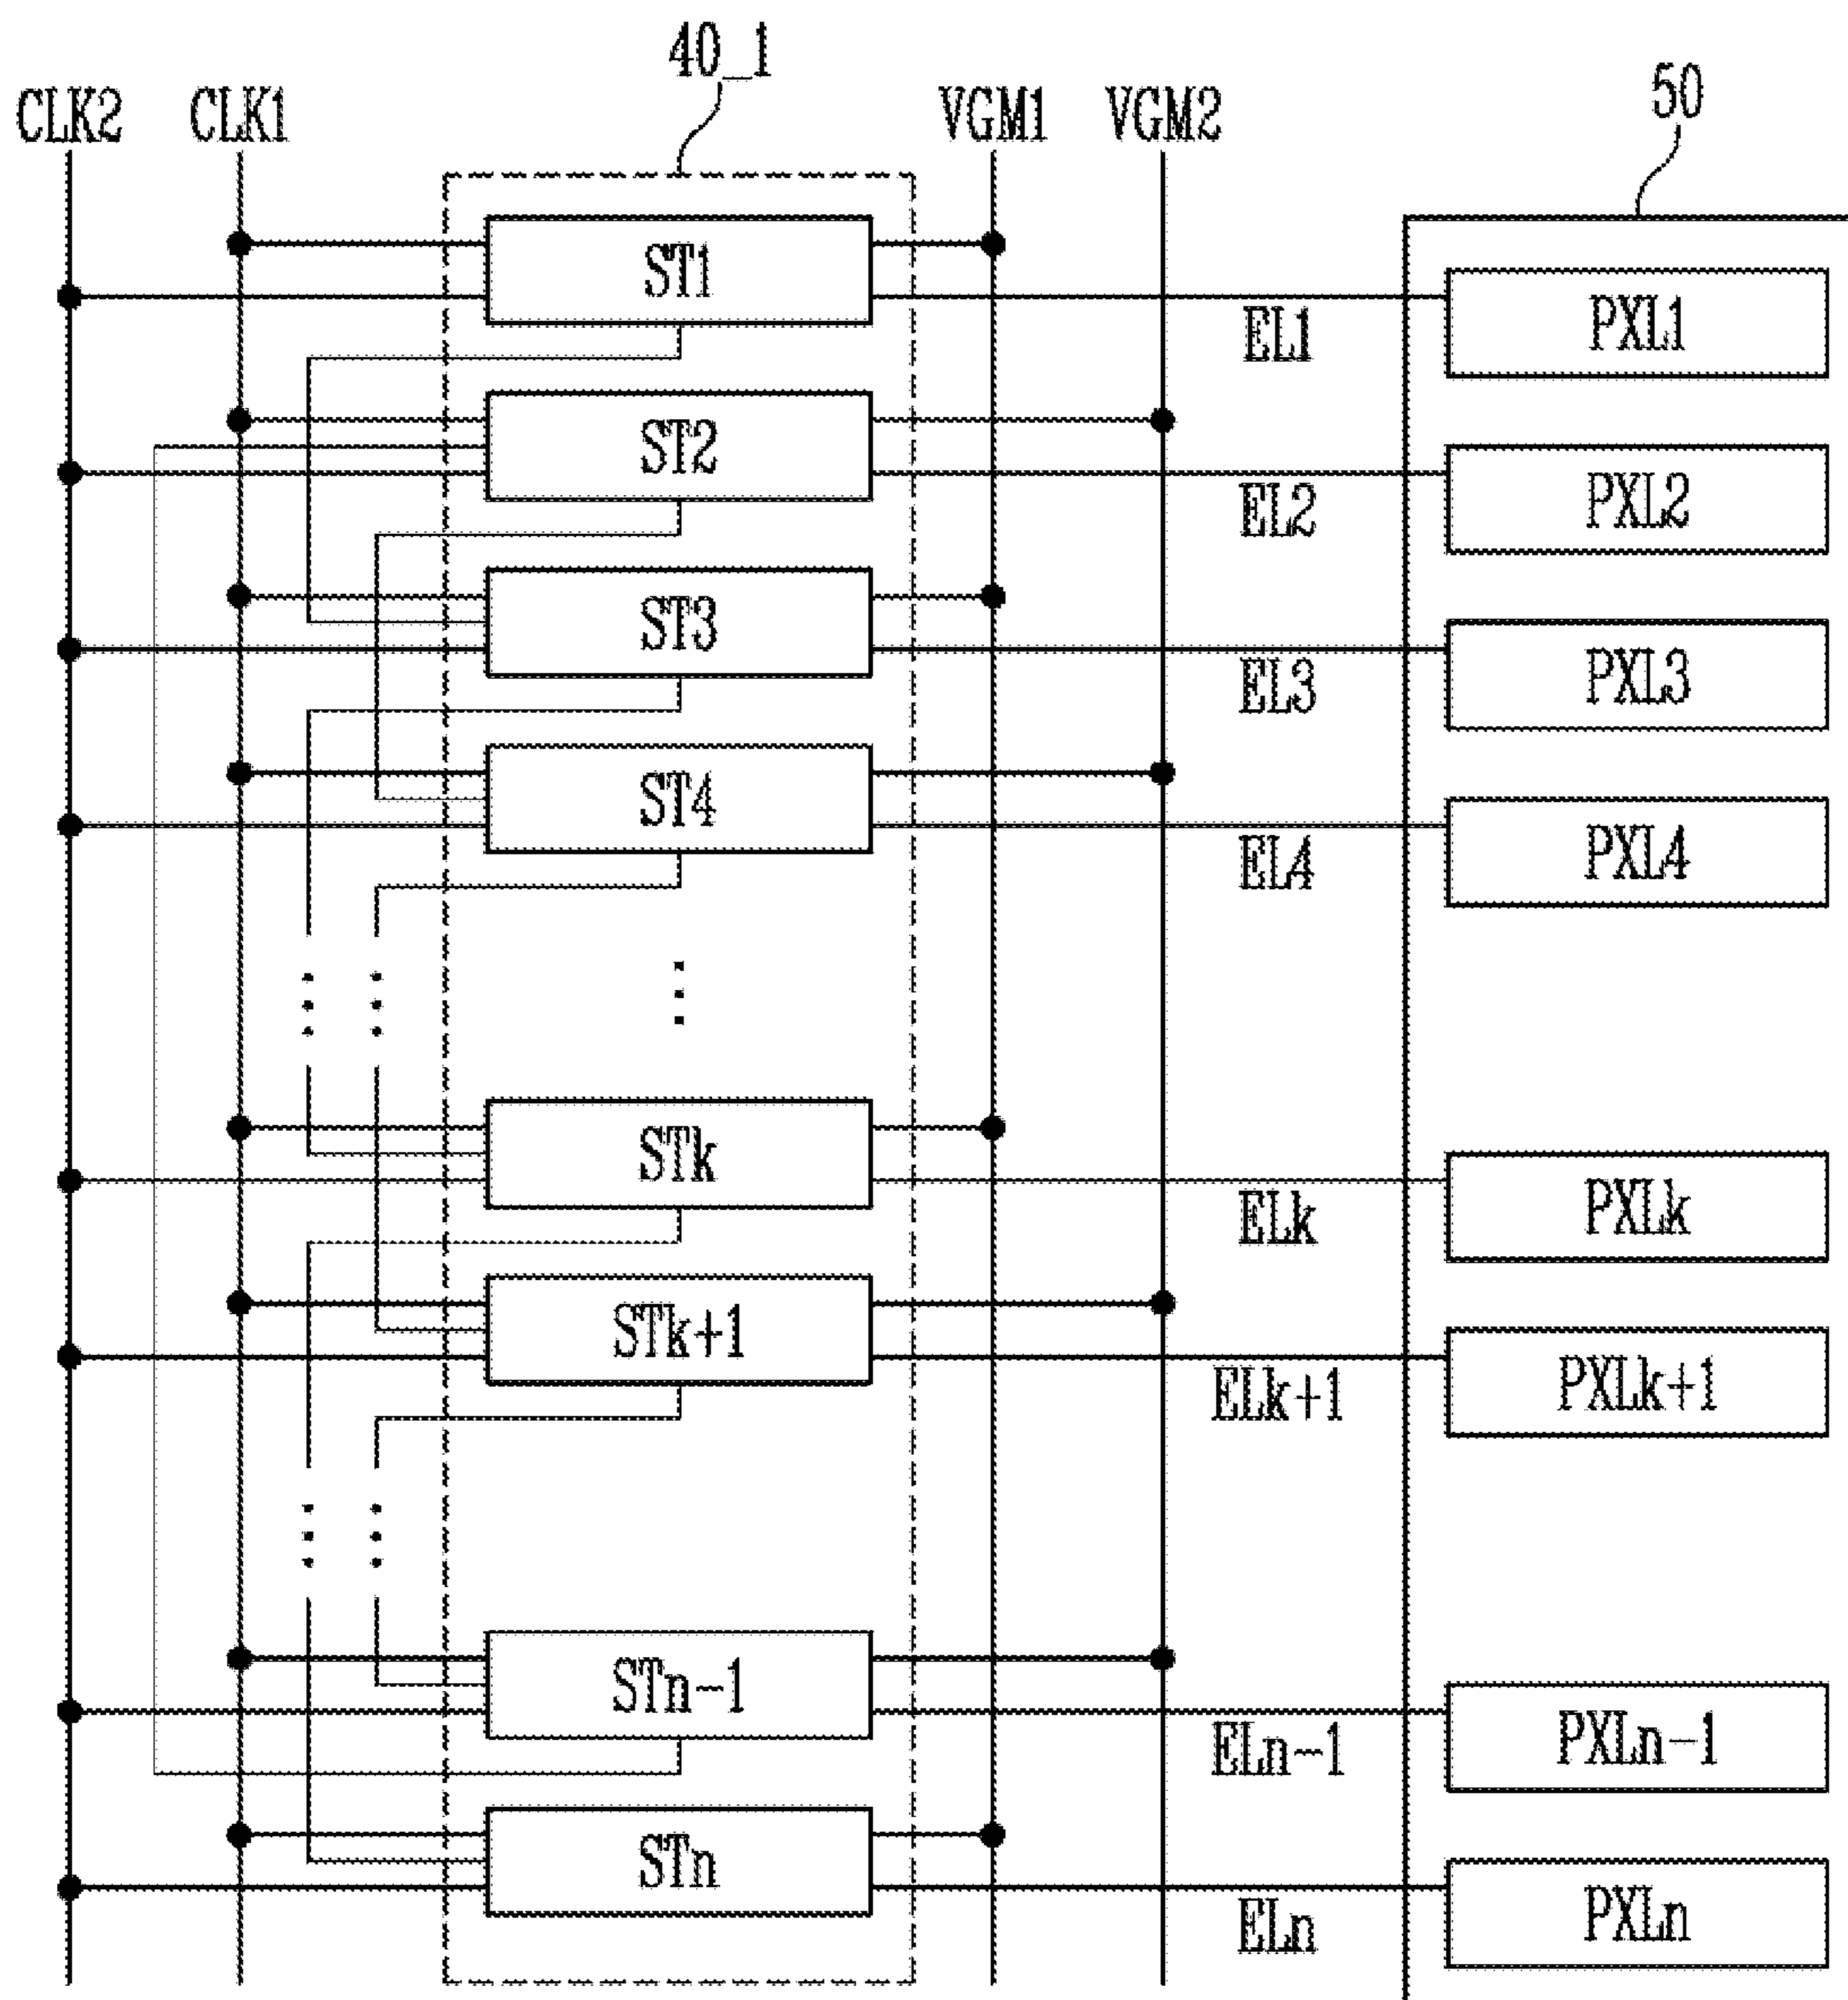 40_1
50
CLK2 CLK1 VGM1 VGM2
ST1
EL1
PXL1
ST2
EL2
PXL2
ST3
EL3
PXL3
ST4
EL4
PXL4
STk
ELk
PXLk
STk+1
ELk+1
PXLk+1
STn-1
ELn-1
PXLn-1
STn
ELn
PXLn